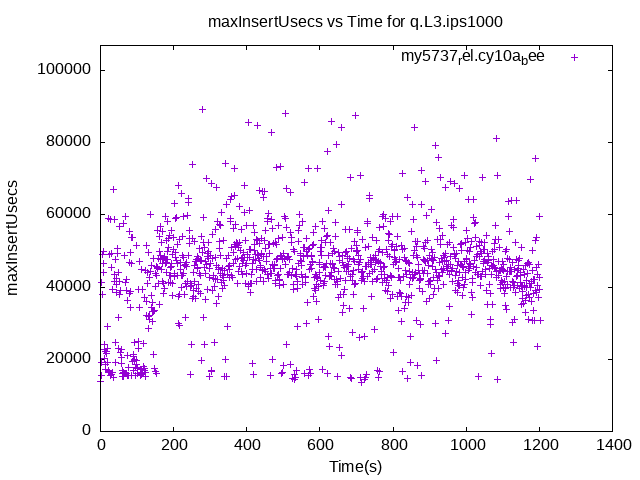 maxInsertUsecs vs Time for q.L3.ips1000
my5737rel.cy10abee
100000
80000
60000
40000
20000
0
maxInsertUsecs
0 200 400 600 800 1000 1200 1400
Time(s)